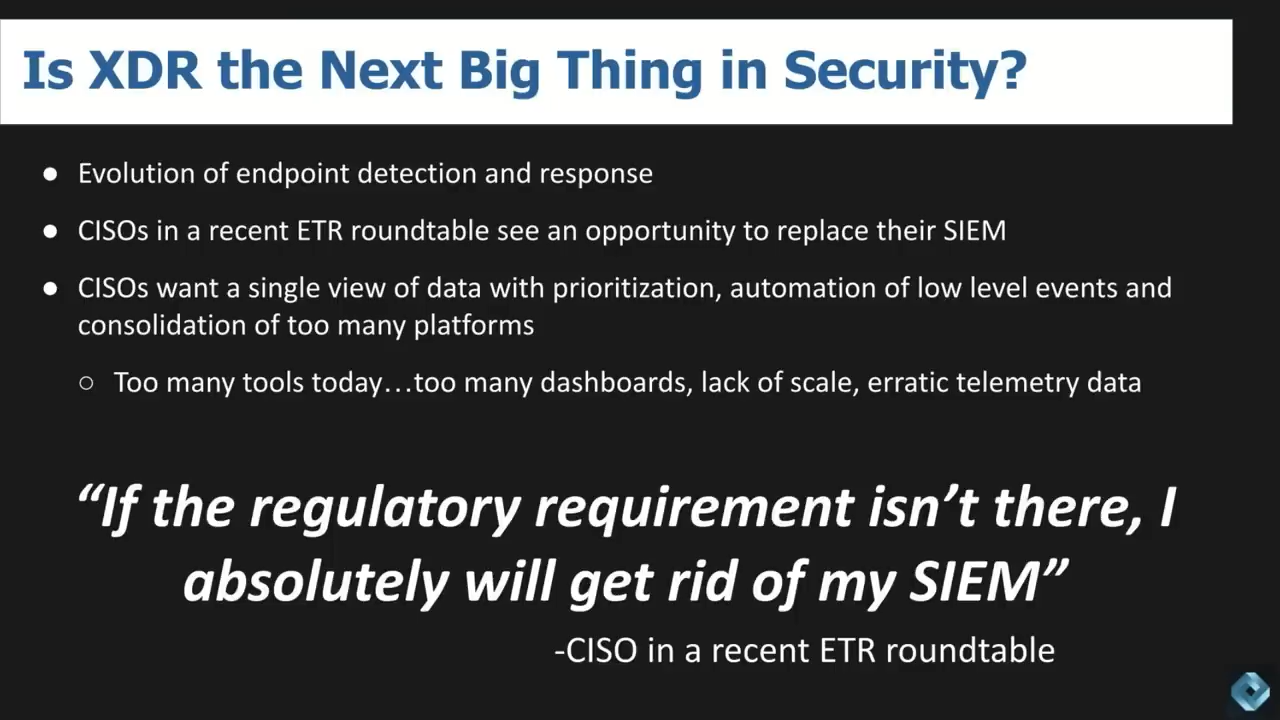 Is XDR the Next Big Thing in Security?
● Evolution of endpoint detection and response
● CISOs in a recent ETR roundtable see an opportunity to replace their SIEM
● CISOs want a single view of data with prioritization, automation of low level events and
consolidation of too many platforms
○ Too many tools today…too many dashboards, lack of scale, erratic telemetry data
“If the regulatory requirement isn’t there, I
absolutely will get rid of my SIEM”
-CISO in a recent ETR roundtable